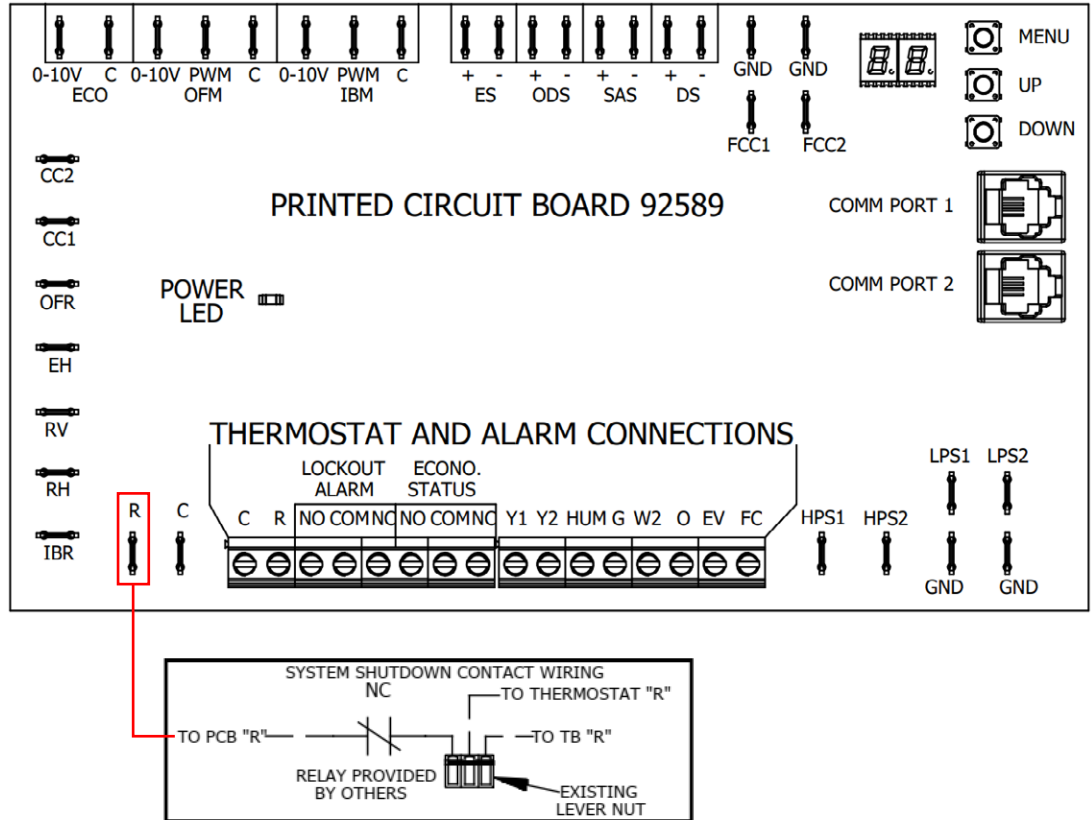 0-10V C 0-10V PWM C 0-10V PWM C + - + - + - + - GND GND MENU
ECO OFM IBM ES ODS SAS DS UP
FCC1 FCC2 DOWN
CC2
PRINTED CIRCUIT BOARD 92589 COMM PORT 1
CC1
COMM PORT 2
OFR POWER
LED
EH
RV
THERMOSTAT AND ALARM CONNECTIONS
LOCKOUT ECONO.
ALARM STATUS
LPS1 LPS2
RH
R C C R NO COM NC NO COM NC Y1 Y2 HUM G W2 O EV FC HPS1 HPS2
IBR
GND GND
SYSTEM SHUTDOWN CONTACT WIRING
NC TO THERMOSTAT "R"
TO PCB "R" TO TB "R"
RELAY PROVIDED
BY OTHERS
EXISTING
LEVER NUT